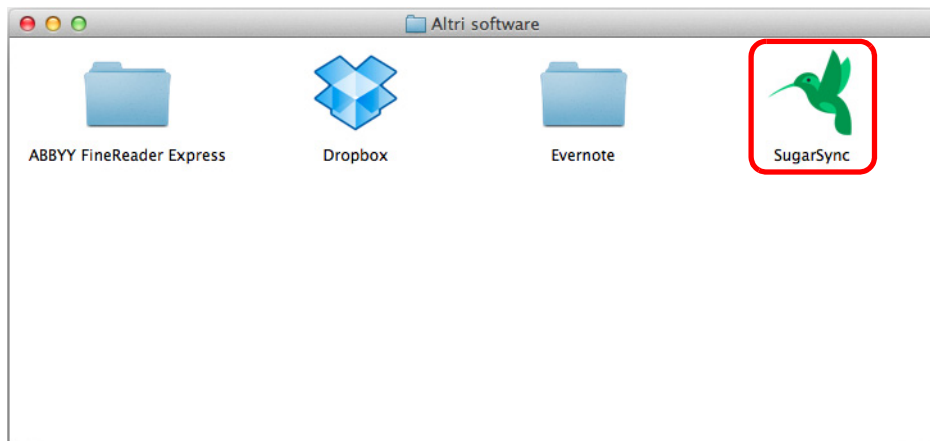 Altri software
ABBYY FineReader Express
Dropbox
Evernote
SugarSync